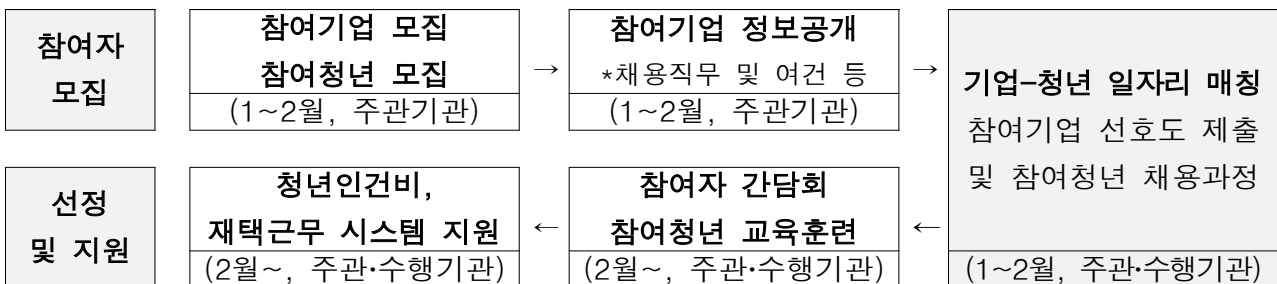 참여자
모집
참여기업 모집
참여청년 모집
(1~2월, 주관기관)
→
참여기업 정보공개
*채용직무 및 여건 등
(1~2월, 주관기관)
→
기업-청년 일자리 매칭
참여기업 선호도 제출
및 참여청년 채용과정
(1~2월, 주관·수행기관)
선정
및 지원
청년인건비,
재택근무 시스템 지원
(2월~, 주관·수행기관)
←
참여자 간담회
참여청년 교육훈련
(2월~, 주관·수행기관)
←